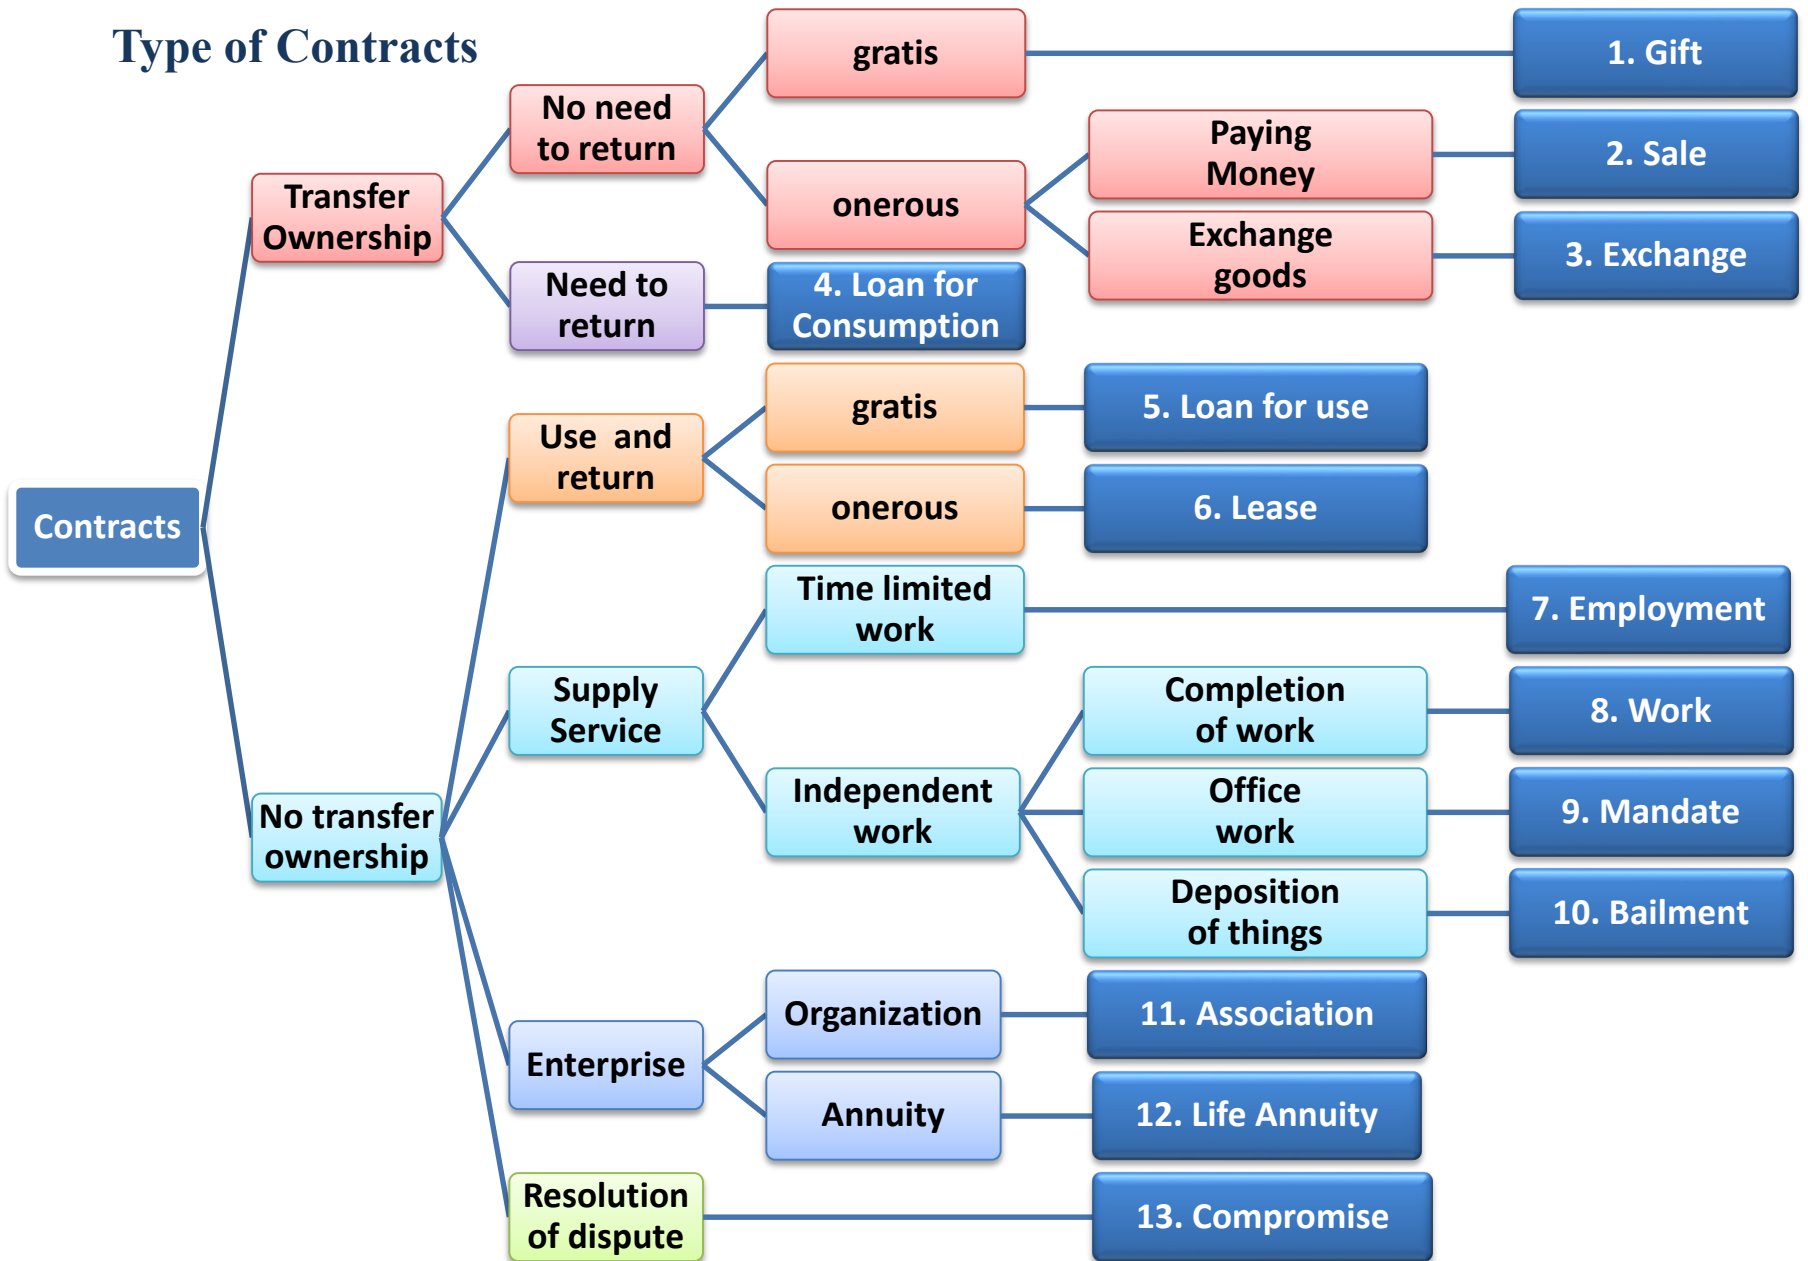 Type of Contracts
Contracts
Transfer
Ownership
No need
to return
gratis
1. Gift
onerous
Paying
Money
2. Sale
Exchange
goods
3. Exchange
Need to
return
4. Loan for
Consumption
No transfer
ownership
Use and
return
gratis
5. Loan for use
onerous
6. Lease
Supply
Service
Time limited
work
7. Employment
Independent
work
Completion
of work
8. Work
Office
work
9. Mandate
Deposition
of things
10. Bailment
Enterprise
Organization
11. Association
Annuity
12. Life Annuity
Resolution
of dispute
13. Compromise